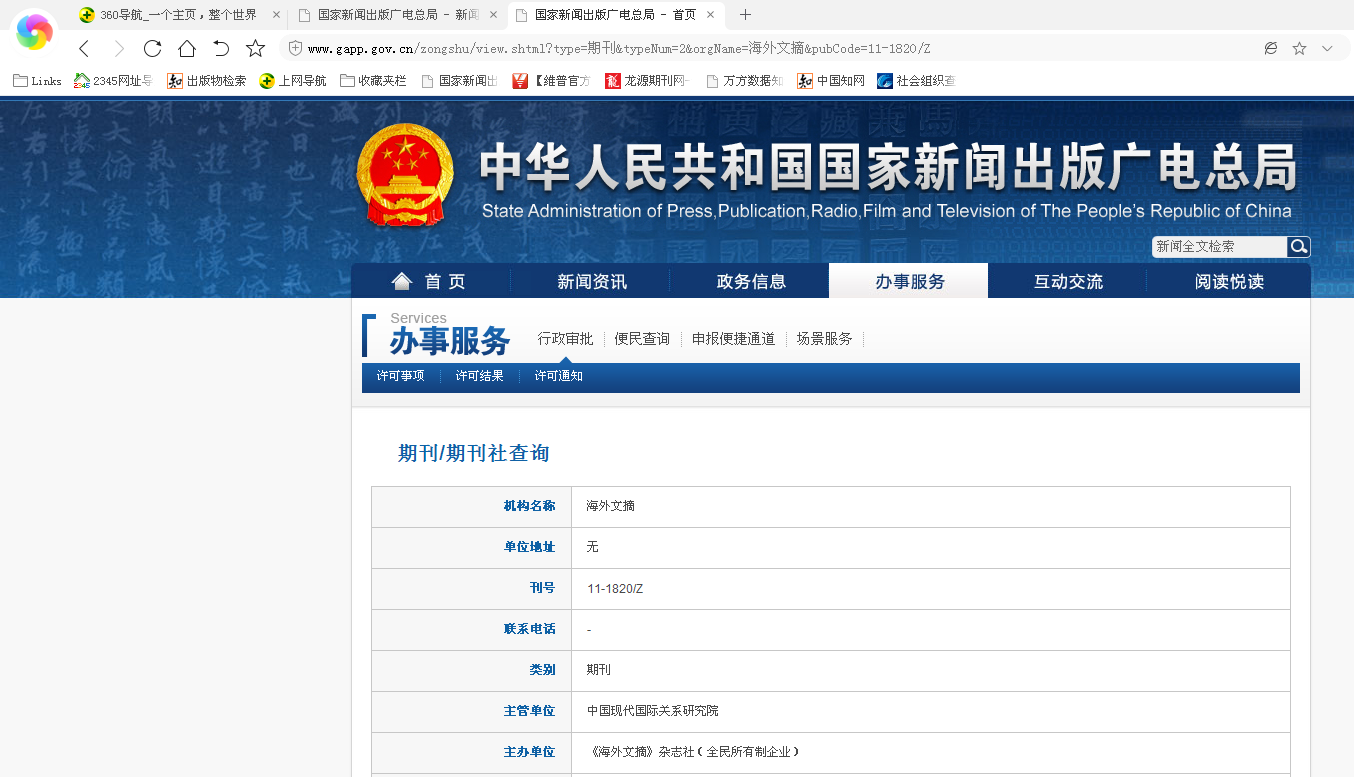 360导航_一个主页，整个世界
国家新闻出版广电总局 - 新闻
国家新闻出版广电总局 - 首页
www.gapp.gov.cn/zongshu/view.shtml?type=期刊&typeNum=2&orgName=海外文摘&pubCode=11-1820/Z
Links 2345网址导 出版物检索 上网导航 收藏夹栏 国家新闻出 【维普官方 龙源期刊网- 万方数据知 中国知网 社会组织查
中华人民共和国国家新闻出版广电总局
State Administration of Press,Publication,Radio,Film and Television of The People's Republic of China
新闻全文检索
首 页 新闻资讯 政务信息 办事服务 互动交流 阅读悦读
Services
办事服务 行政审批 便民查询 申报便捷通道 场景服务
许可事项 许可结果 许可通知
期刊/期刊社查询
机构名称 海外文摘
单位地址 无
刊号 11-1820/Z
联系电话 -
类别 期刊
主管单位 中国现代国际关系研究院
主办单位 《海外文摘》杂志社（全民所有制企业）